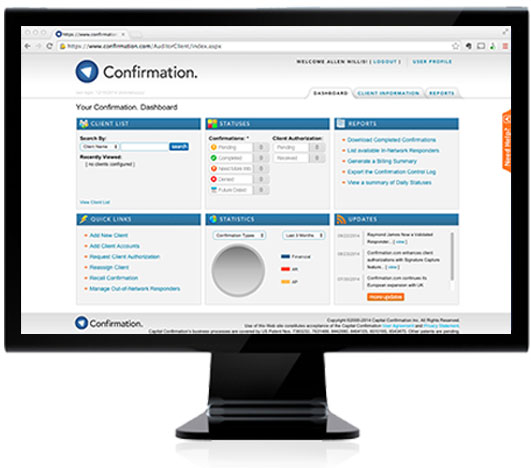 https://www.confirmation.com/AuditorClient/Index.aspx
Confirmation.
WELCOME ALLEN WILLIS! ( LOGOUT )
USER PROFILE
DASHBOARD
CLIENT INFORMATION
REPORTS
Your Confirmation. Dashboard
CLIENT LIST
Search By:
Client Name
search
Recently Viewed:
[ no clients configured ]
View Client List
STATUSES
Confirmations: *
Client Authorization:
Pending
Completed
Need More Info
Denied
Future Dated
Pending
Received
REPORTS
Download Completed Confirmations
List available In-Network Responders
Generate a Billing Summary
Export the Confirmation Control Log
View a summary of Daily Statuses
Need Help?
QUICK LINKS
Add New Client
Add Client Accounts
Request Client Authorization
Reassign Client
Recall Confirmation
Manage Out-of-Network Responders
STATISTICS
Confirmation Types
Last 3 Months
Financial
AR
AP
UPDATES
Raymond James Now a Validated
Responder... [ view ]
Confirmation.com enhances client
authorizations with Signature Capture
feature... [ view ]
Confirmation.com continues its
European expansion with UK
more updates
Confirmation.
Copyright ©2000-2014 Capital Confirmation Inc. All Rights Reserved.
Use of this Web site constitutes acceptance of the Capital Confirmation User Agreement and Privacy Statement.
Capital Confirmation's business processes are covered by US Patent Nos.
Other patents are pending